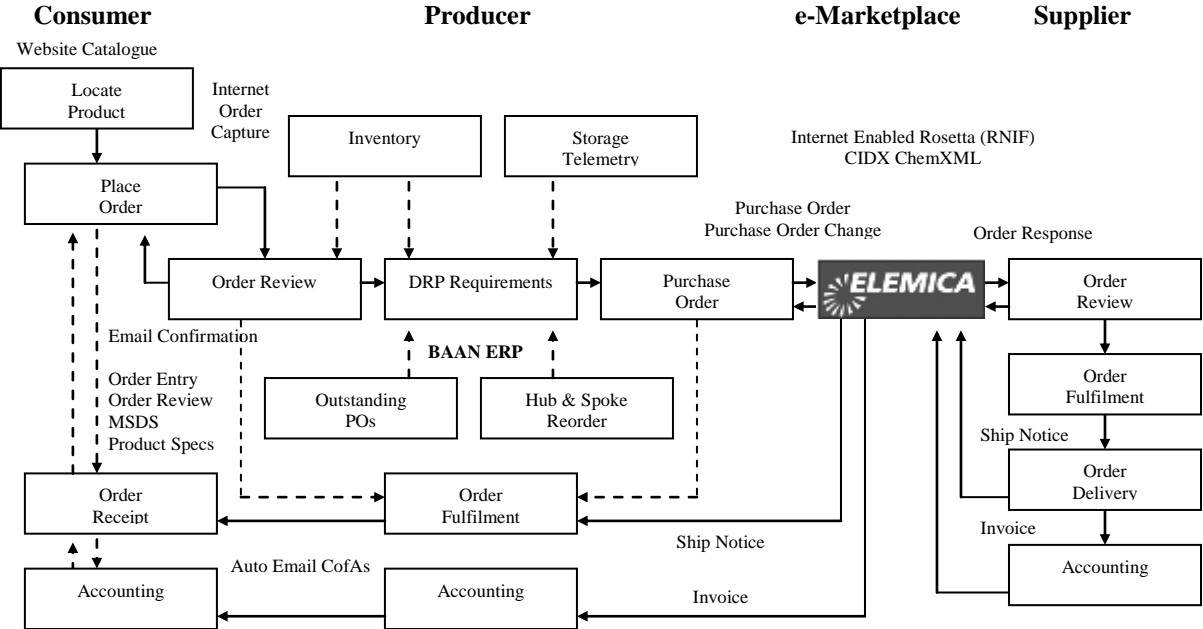 Consumer
Producer
e-Marketplace
Supplier
Website Catalogue
Locate
Product
Internet
Order
Capture
Inventory
Storage
Telemetry
Internet Enabled Rosetta (RNIF)
CIDX ChemXML
Place
Order
Purchase Order
Purchase Order Change
Order Response
Order Review
DRP Requirements
Purchase
Order
ELEMICA
Order
Review
Email Confirmation
BAAN ERP
Order Entry
Order Review
MSDS
Product Specs
Outstanding
POs
Hub & Spoke
Reorder
Order
Fulfilment
Ship Notice
Order
Receipt
Order
Fulfilment
Order
Delivery
Ship Notice
Invoice
Auto Email CofAs
Accounting
Accounting
Invoice
Accounting